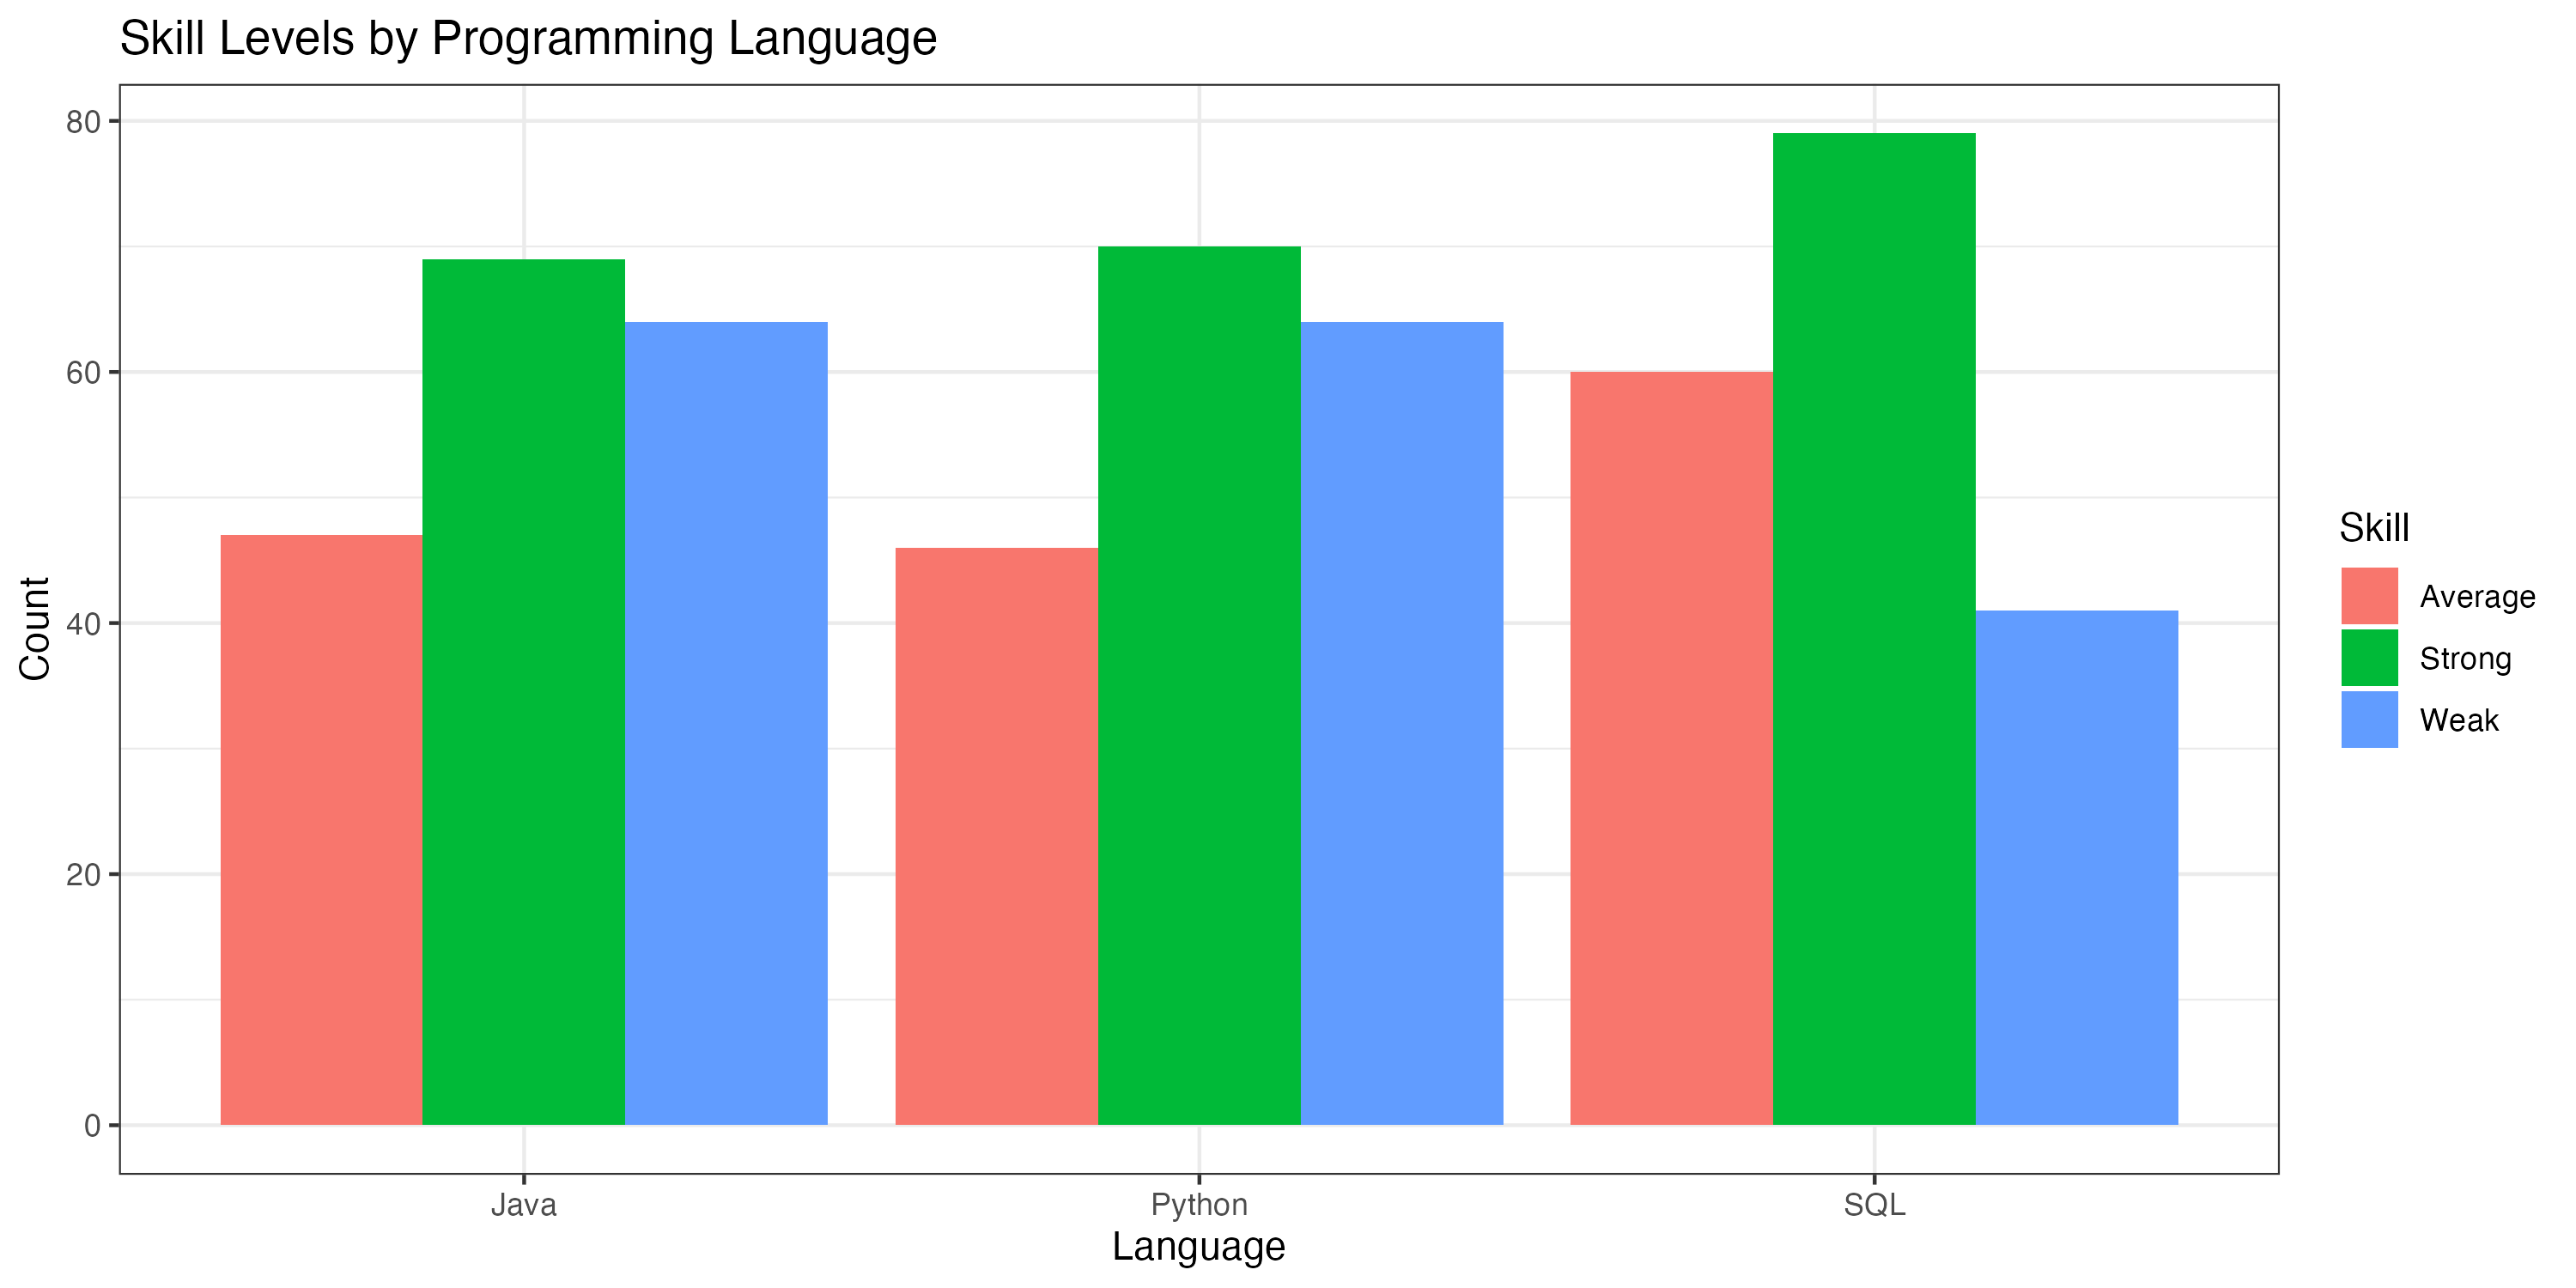 Skill Levels by Programming Language
80
60
40
20
0
Count
Java
Python
SQL
Language
Skill
Average
Strong
Weak